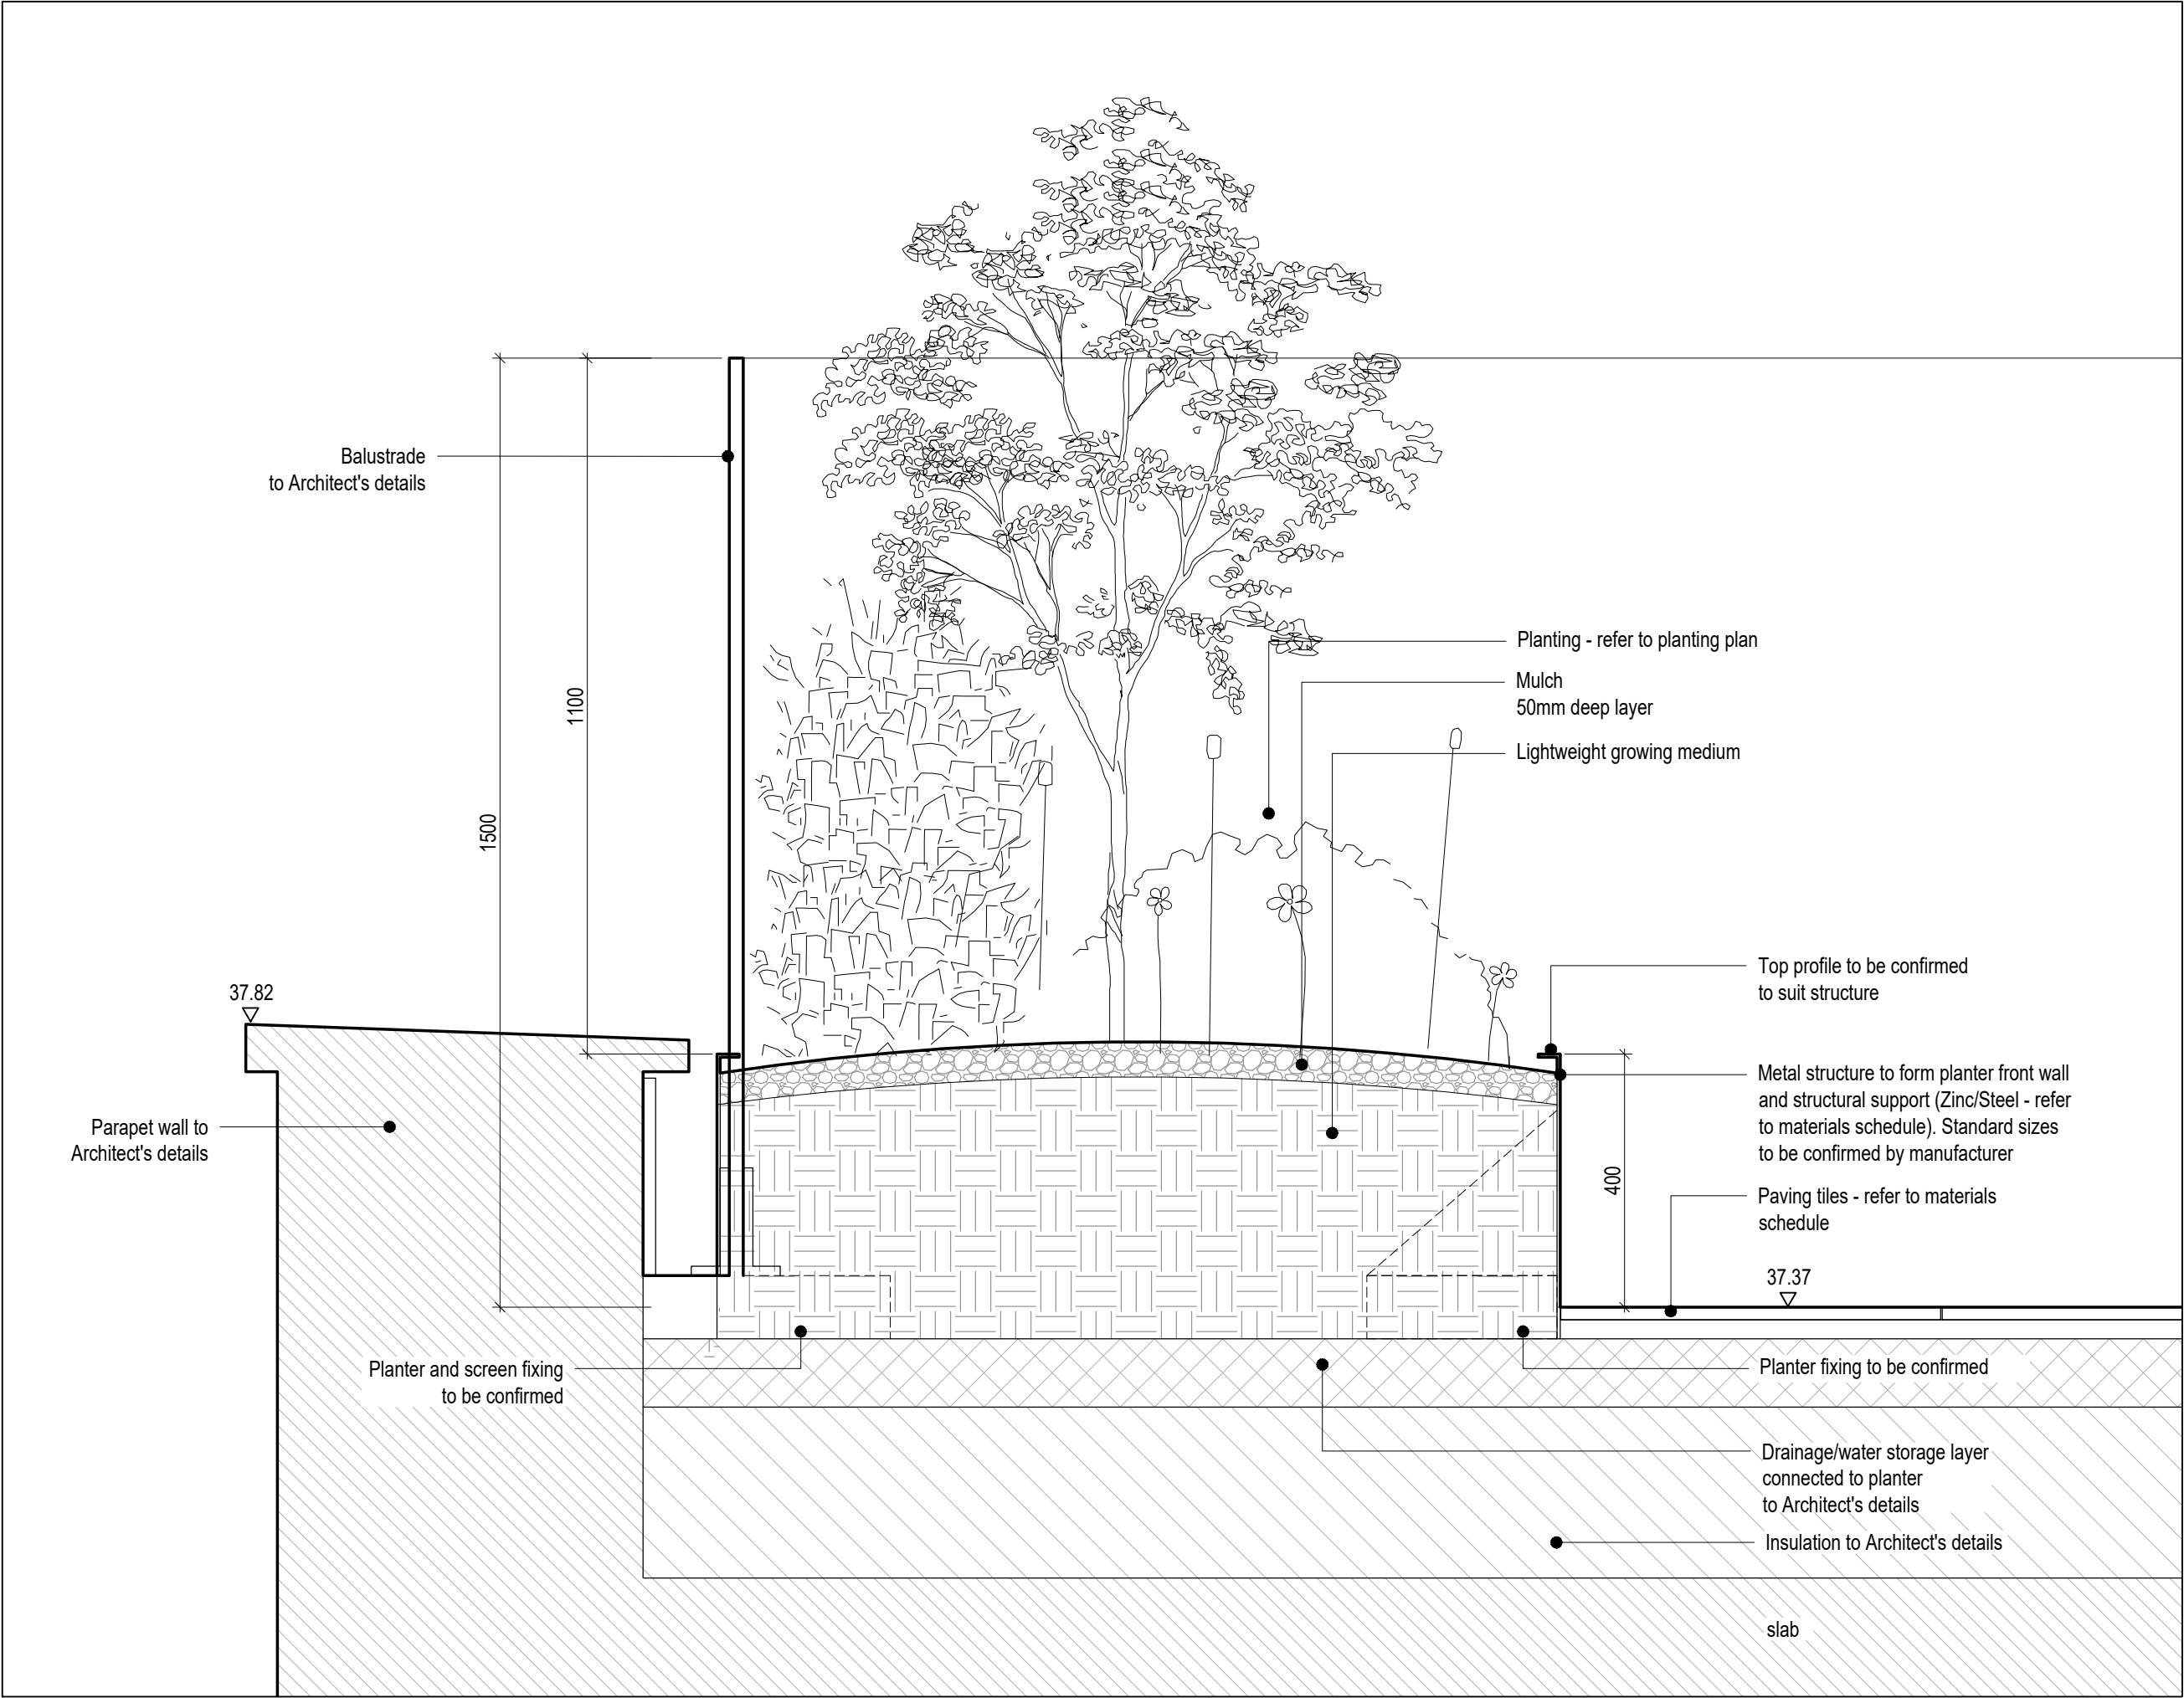 Balustrade
to Architect's details
1100
1500
Planting - refer to planting plan
Mulch
50mm deep layer
Lightweight growing medium
37.82
Top profile to be confirmed
to suit structure
Parapet wall to
Architect's details
Metal structure to form planter front wall
and structural support (Zinc/Steel - refer
to materials schedule). Standard sizes
to be confirmed by manufacturer
400
Paving tiles - refer to materials
schedule
37.37
Planter and screen fixing
to be confirmed
Planter fixing to be confirmed
Drainage/water storage layer
connected to planter
to Architect's details
Insulation to Architect's details
slab